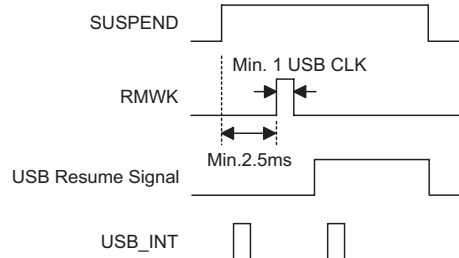 SUSPEND
Min. 1 USB CLK
RMWK
Min.2.5ms
USB Resume Signal
USB_INT